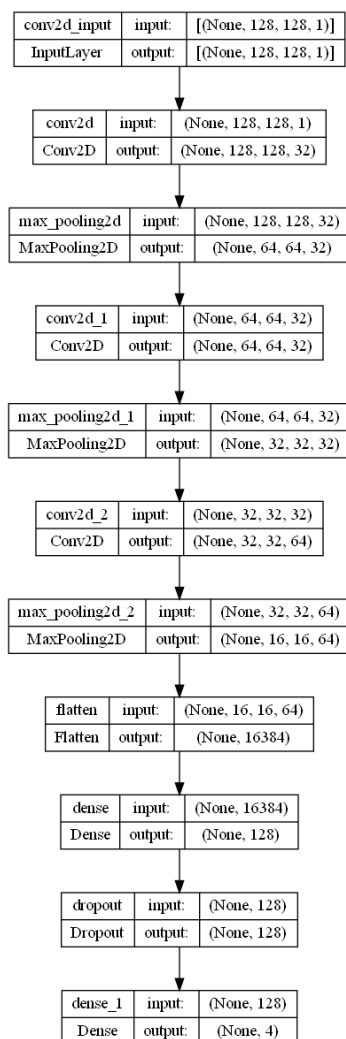 conv2d_input input: [(None, 128, 128, 1)]
InputLayer output: [(None, 128, 128, 1)]
conv2d input: (None, 128, 128, 1)
Conv2D output: (None, 128, 128, 32)
max_pooling2d input: (None, 128, 128, 32)
MaxPooling2D output: (None, 64, 64, 32)
conv2d_1 input: (None, 64, 64, 32)
Conv2D output: (None, 64, 64, 32)
max_pooling2d_1 input: (None, 64, 64, 32)
MaxPooling2D output: (None, 32, 32, 32)
conv2d_2 input: (None, 32, 32, 32)
Conv2D output: (None, 32, 32, 64)
max_pooling2d_2 input: (None, 32, 32, 64)
MaxPooling2D output: (None, 16, 16, 64)
flatten input: (None, 16, 16, 64)
Flatten output: (None, 16384)
dense input: (None, 16384)
Dense output: (None, 128)
dropout input: (None, 128)
Dropout output: (None, 128)
dense_1 input: (None, 128)
Dense output: (None, 4)